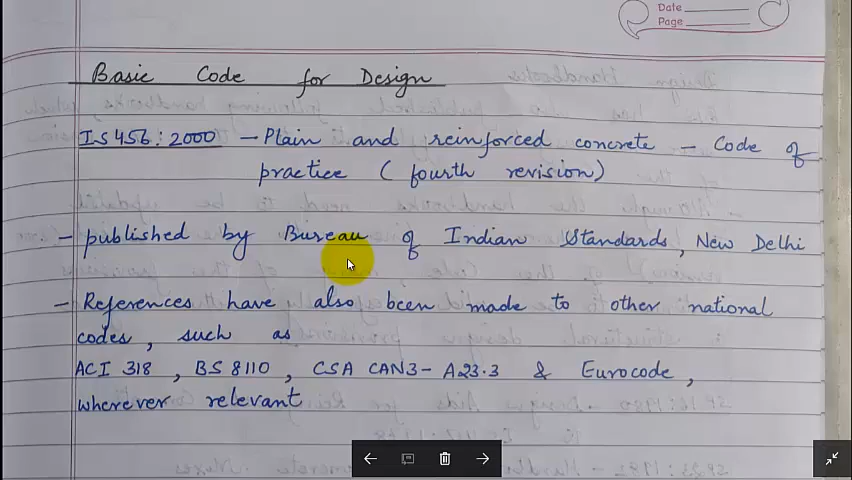 Date
Page
Basic Code for Design
IS 456 : 2000 - Plain and reinforced concrete - Code of
practice ( fourth revision )
- published by Bureau of Indian Standards, New Delhi
- References have also been made to other national
codes, such as
ACI 318 , BS 8110 , CSA CAN3 - A23.3 & Eurocode ,
wherever relevant